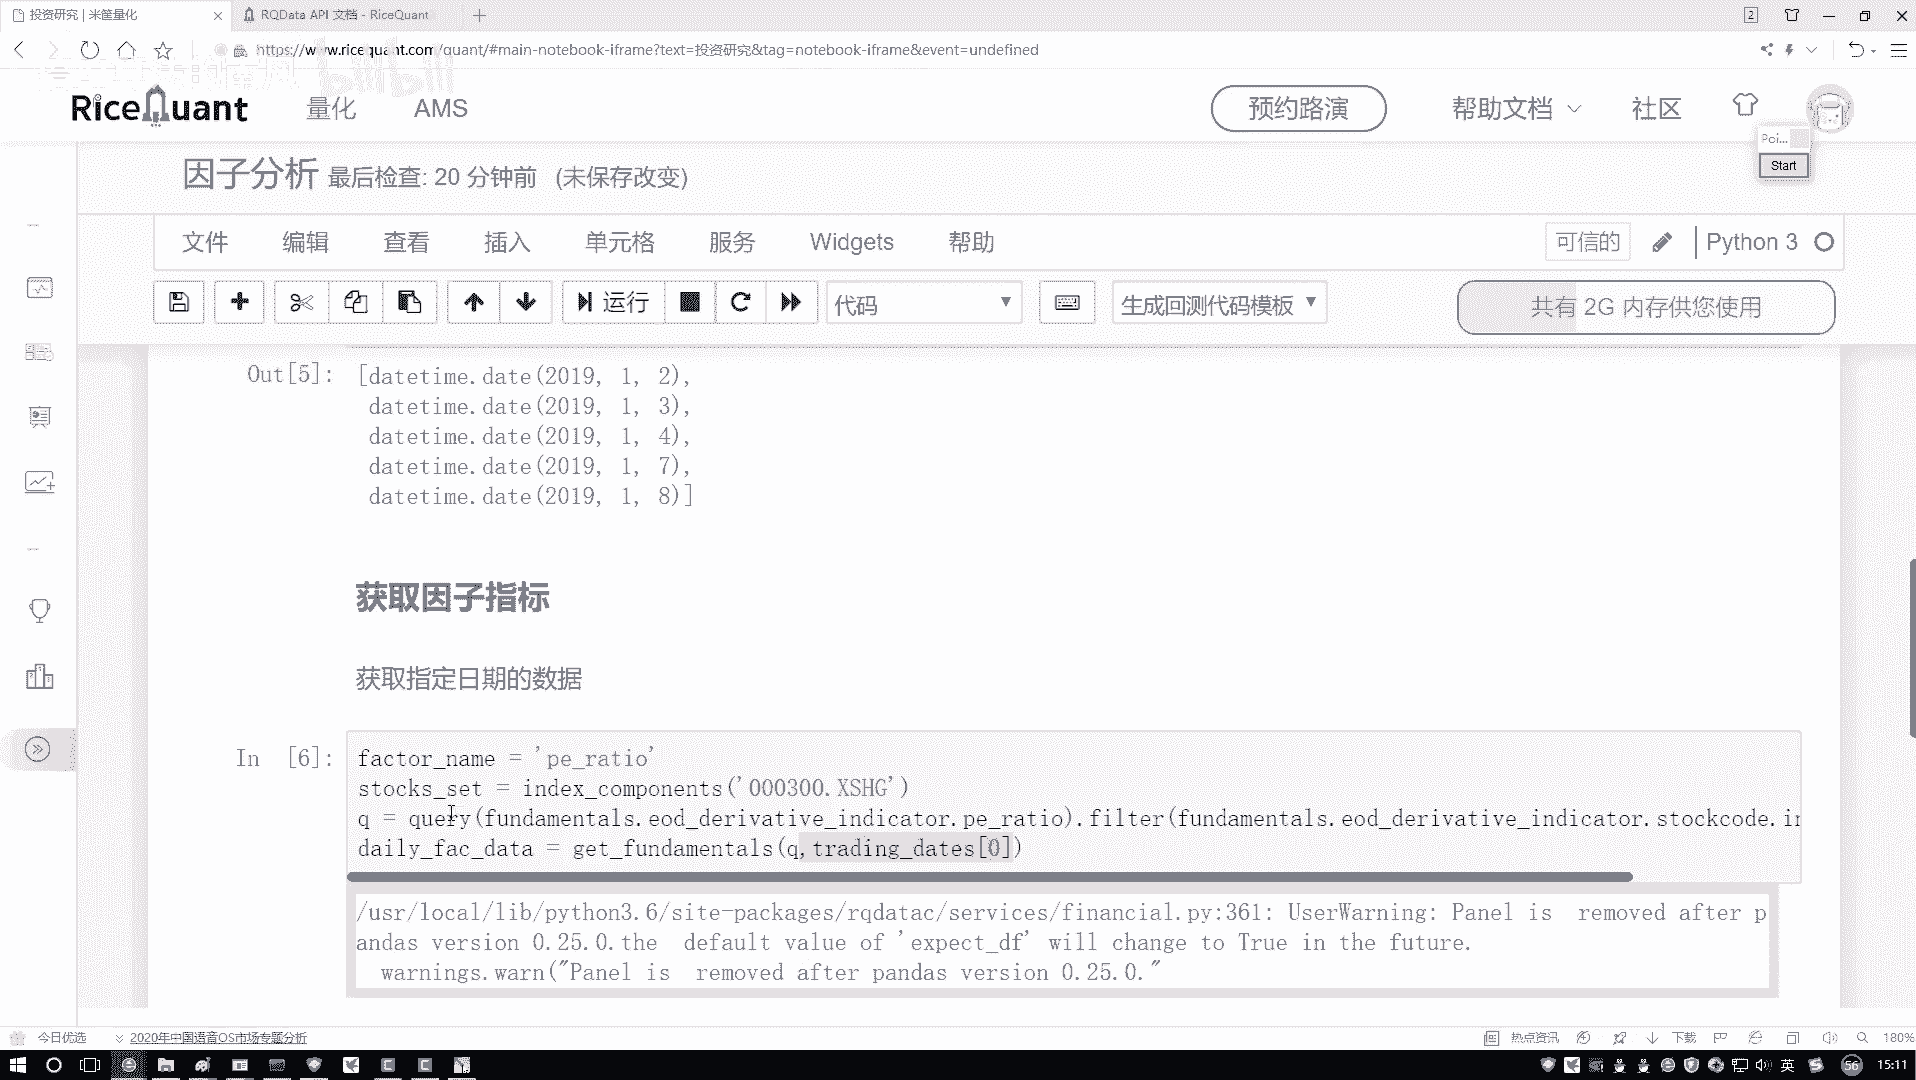 投资研究 | 米筐量化
RQData API 文档 - RiceQuant
2
https://www.ricequant.com/quant/#main-notebook-iframe?text=投资研究&tag=notebook-iframe&event=undefined
bilibili
RiceQuant
量化
AMS
预约路演
帮助文档
社区
Poi...
Start
因子分析 最后检查: 20 分钟前 (未保存改变)
文件
编辑
查看
插入
单元格
服务
Widgets
帮助
可信的
Python 3
运行
代码
生成回测代码模板
共有 2G 内存供您使用
Out[5]: [datetime.date(2019, 1, 2),
datetime.date(2019, 1, 3),
datetime.date(2019, 1, 4),
datetime.date(2019, 1, 7),
datetime.date(2019, 1, 8)]
获取因子指标
获取指定日期的数据
In [6]: factor_name = 'pe_ratio'
stocks_set = index_components('000300.XSHG')
q = query(fundamentals.eod_derivative_indicator.pe_ratio).filter(fundamentals.eod_derivative_indicator.stockcode.in
daily_fac_data = get_fundamentals(q,trading_dates[0])
/usr/local/lib/python3.6/site-packages/rqdatac/services/financial.py:361: UserWarning: Panel is  removed after p
andas version 0.25.0.the  default value of 'expect_df' will change to True in the future.
warnings.warn("Panel is  removed after pandas version 0.25.0."
今日优选
2020年中国语音OS市场专题分析
热点资讯
下载
180%
英
56
15:11